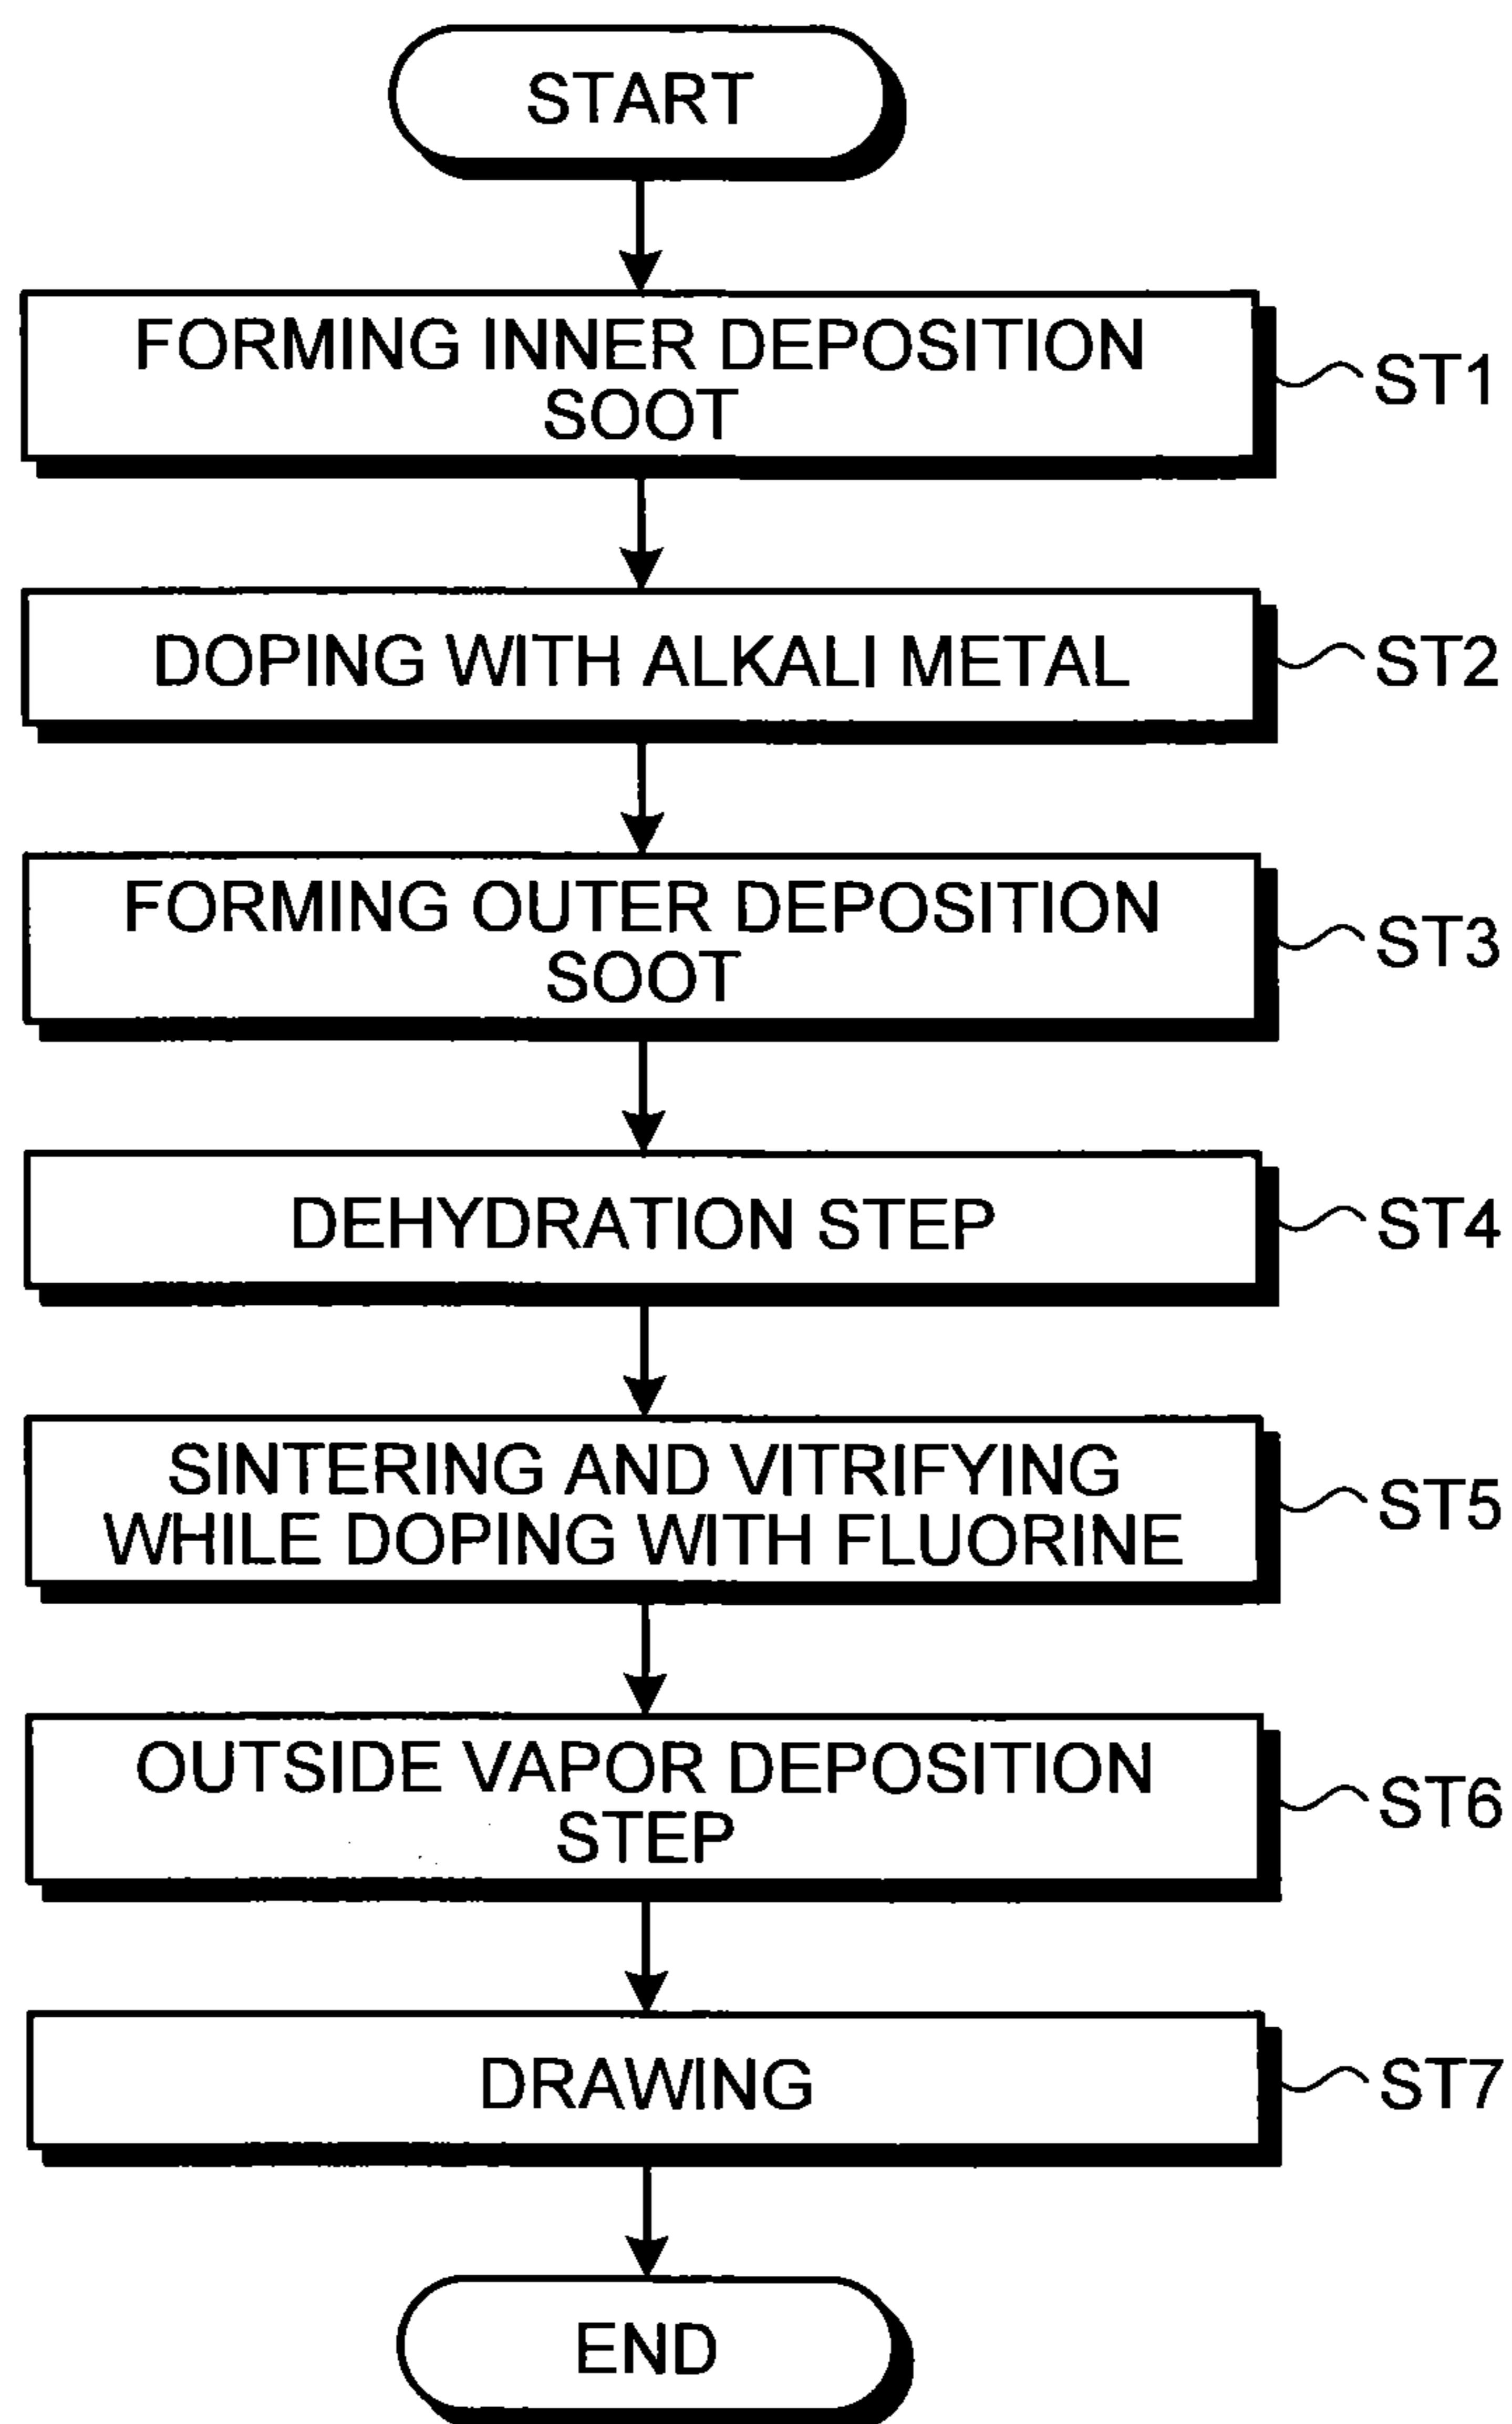 START
FORMING INNER DEPOSITION
SOOT
ST1
DOPING WITH ALKALI METAL
ST2
FORMING OUTER DEPOSITION
SOOT
ST3
DEHYDRATION STEP
ST4
SINTERING AND VITRIFYING
WHILE DOPING WITH FLUORINE
ST5
OUTSIDE VAPOR DEPOSITION
STEP
ST6
DRAWING
ST7
END